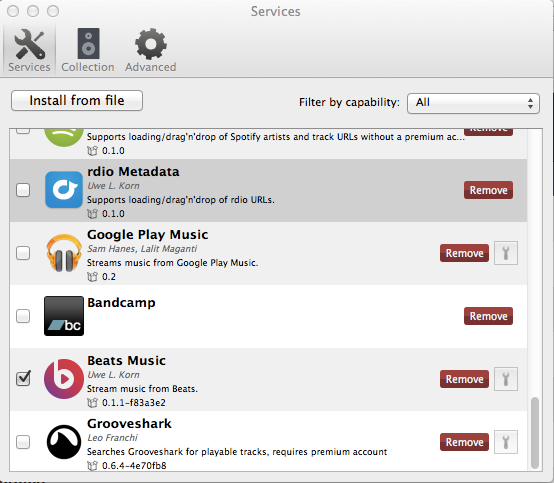 Services
Services
Collection
Advanced
Install from file
Filter by capability:
All
Supports loading/drag'n'drop of Spotify artists and track URLs without a premium ac...
0.1.0
Remove
rdio Metadata
Uwe L. Korn
Supports loading/drag'n'drop of rdio URLs.
0.1.0
Remove
Google Play Music
Sam Hanes, Lalit Maganti
Streams music from Google Play Music.
0.2
Remove
bc
Bandcamp
Remove
Beats Music
Uwe L. Korn
Stream music from Beats.
0.1.1-f83a3e2
Remove
Grooveshark
Leo Franchi
Searches Grooveshark for playable tracks, requires premium account
0.6.4-4e70fb8
Remove